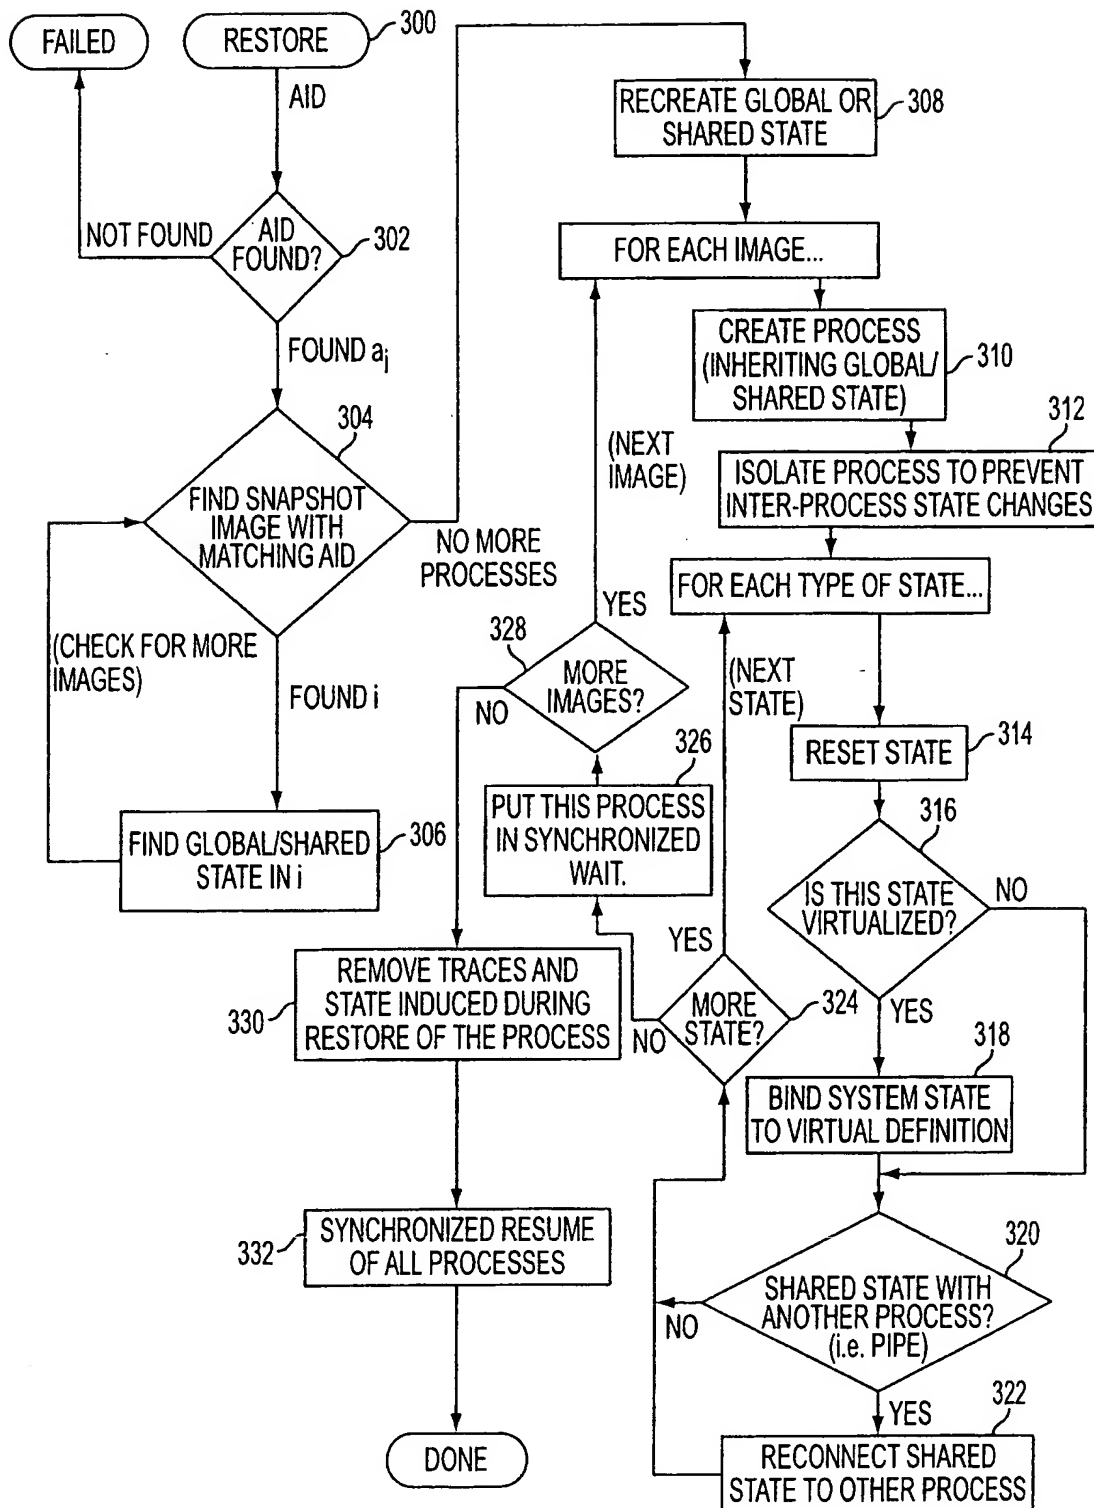 FAILED
RESTORE
300
AID
NOT FOUND
AID
FOUND?
302
FOUND aj
304
FIND SNAPSHOT
IMAGE WITH
MATCHING AID
NO MORE
PROCESSES
(CHECK FOR MORE
IMAGES)
FOUND i
FIND GLOBAL/SHARED
STATE IN i
306
RECREATE GLOBAL OR
SHARED STATE
308
FOR EACH IMAGE...
CREATE PROCESS
(INHERITING GLOBAL/
SHARED STATE)
310
312
ISOLATE PROCESS TO PREVENT
INTER-PROCESS STATE CHANGES
(NEXT
IMAGE)
FOR EACH TYPE OF STATE...
YES
328
MORE
IMAGES?
NO
(NEXT
STATE)
RESET STATE
314
326
PUT THIS PROCESS
IN SYNCHRONIZED
WAIT.
316
IS THIS STATE
VIRTUALIZED?
NO
YES
YES
MORE
STATE?
324
NO
318
BIND SYSTEM STATE
TO VIRTUAL DEFINITION
330
REMOVE TRACES AND
STATE INDUCED DURING
RESTORE OF THE PROCESS
332
SYNCHRONIZED RESUME
OF ALL PROCESSES
320
SHARED STATE WITH
ANOTHER PROCESS?
(i.e. PIPE)
NO
YES
322
RECONNECT SHARED
STATE TO OTHER PROCESS
DONE